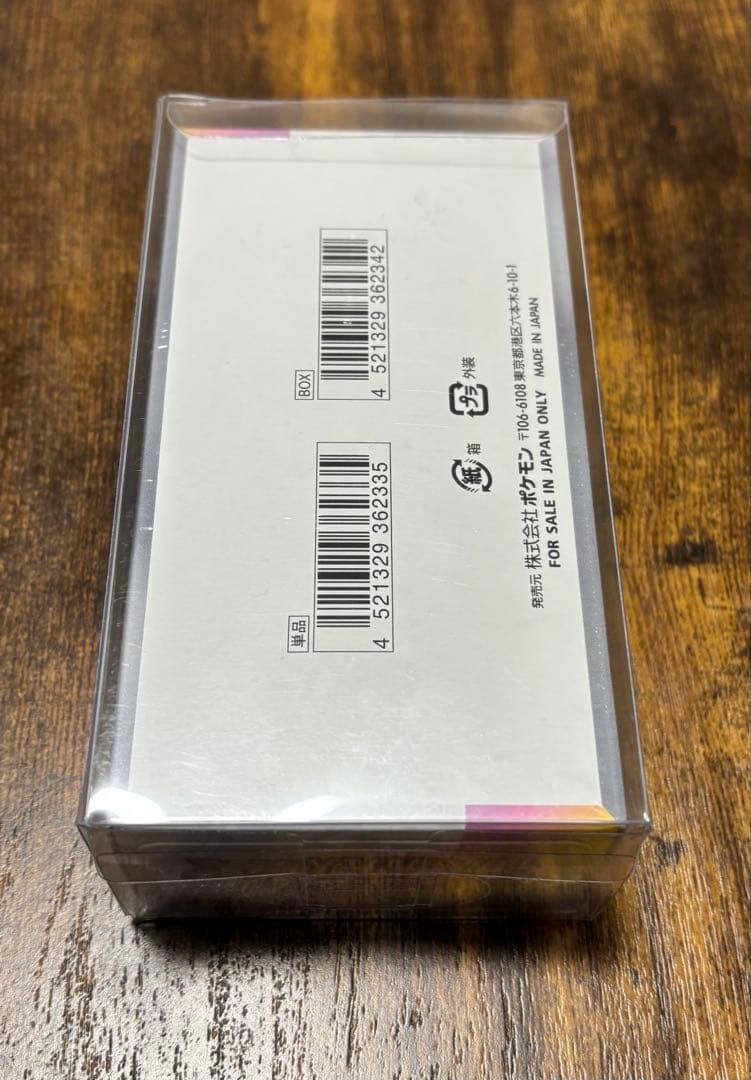 単品
4 521329 362335
BOX
4 521329 362342
紙 箱
プラ 外装
発売元 株式会社 ポケモン 〒106-6108 東京都港区六本木6-10-1
FOR SALE IN JAPAN ONLY MADE IN JAPAN